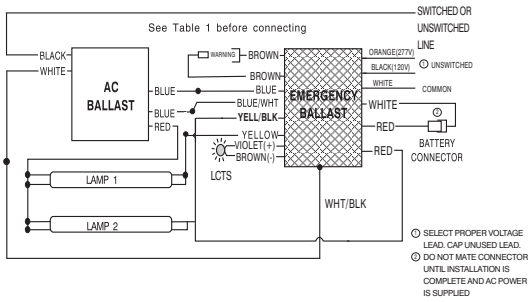 SWITCHED OR
UNSWITCHED
LINE
See Table 1 before connecting
BLACK
WHITE
AC
BALLAST
BLUE
BLUE
RED
WARNING
BROWN
BROWN
BLUE
BLUE/WHT
YELL/BLK
YELLOW
VIOLET(+)
BROWN(-)
LCTS
EMERGENCY
BALLAST
ORANGE(277V)
① UNSWITCHED
BLACK(120V)
WHITE
COMMON
WHITE
②
RED
BATTERY
CONNECTOR
RED
WHT/BLK
LAMP 1
LAMP 2
① SELECT PROPER VOLTAGE
LEAD. CAP UNUSED LEAD.
② DO NOT MATE CONNECTOR
UNTIL INSTALLATION IS
COMPLETE AND AC POWER
IS SUPPLIED